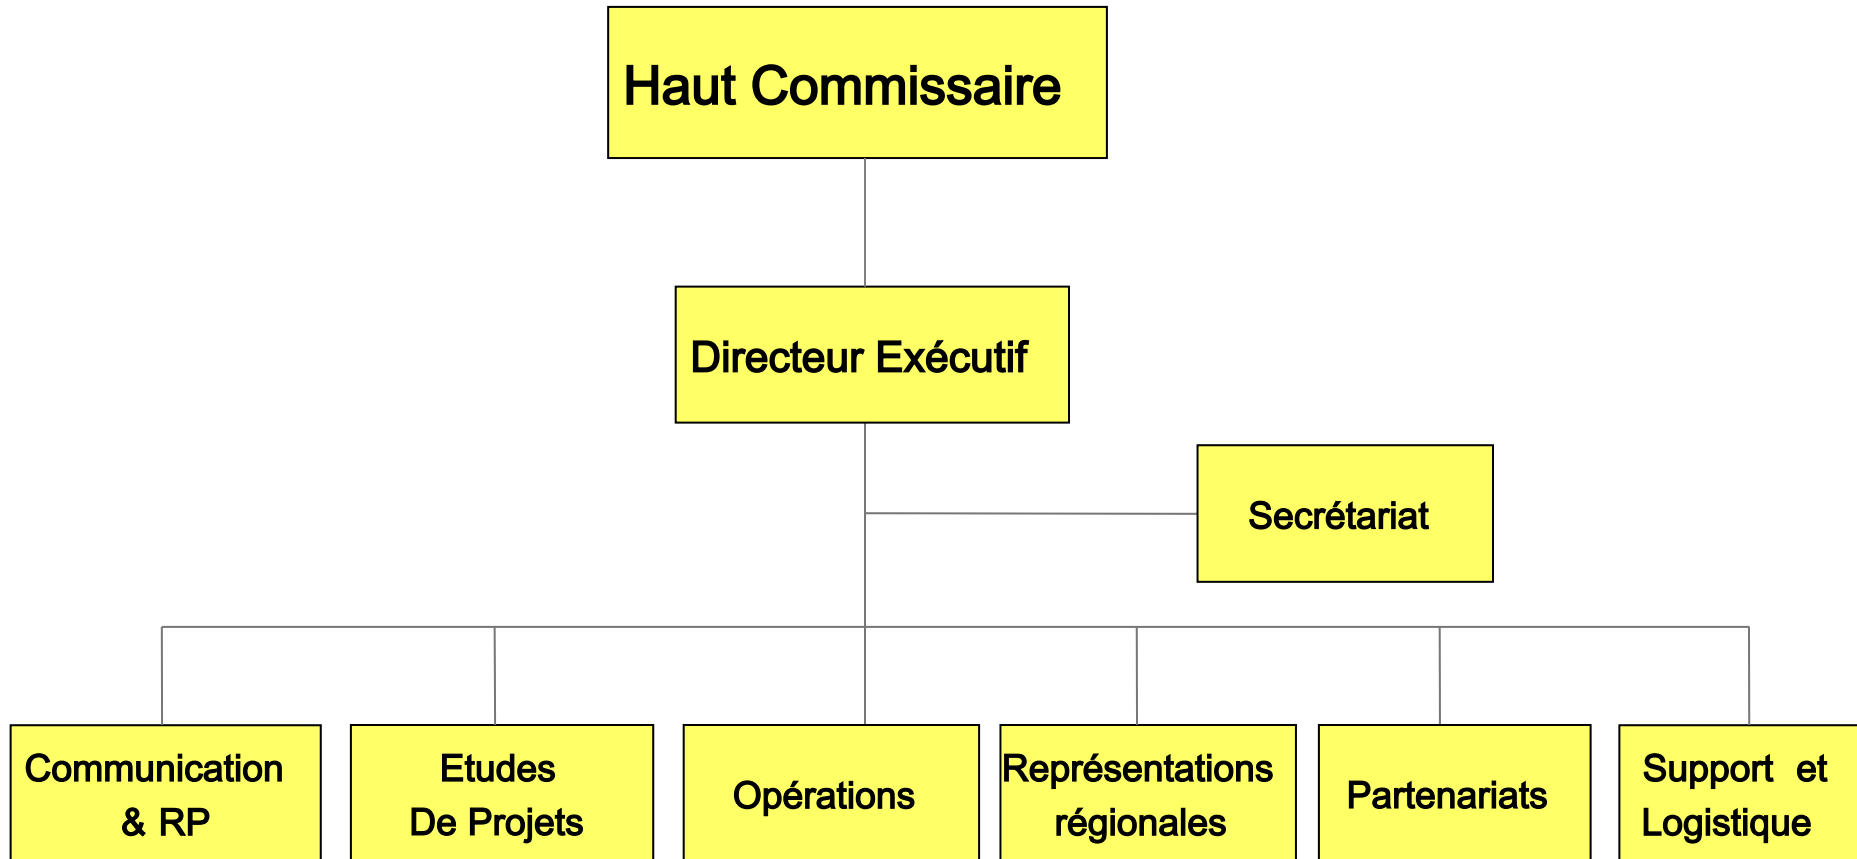 Haut Commissaire
Directeur Exécutif
Secrétariat
Communication
& RP
Etudes
De Projets
Opérations
Représentations
régionales
Partenariats
Support et
Logistique